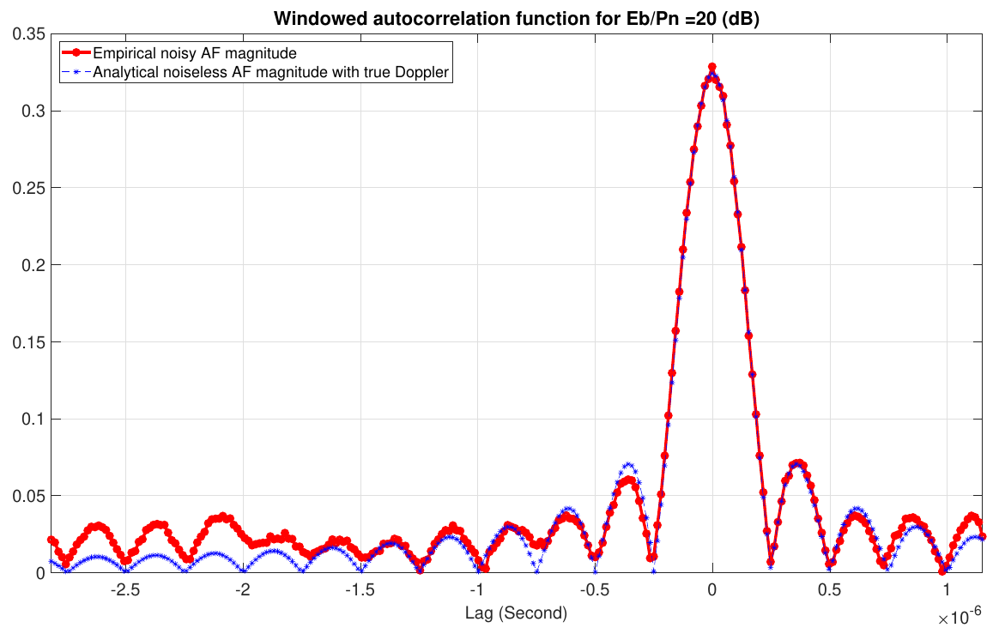 Windowed autocorrelation function for Eb/Pn =20 (dB)
Empirical noisy AF magnitude
Analytical noiseless AF magnitude with true Doppler
0.35
0.3
0.25
0.2
0.15
0.1
0.05
0
-2.5 -2 -1.5 -1 -0.5 0 0.5 1
Lag (Second)
×10-6